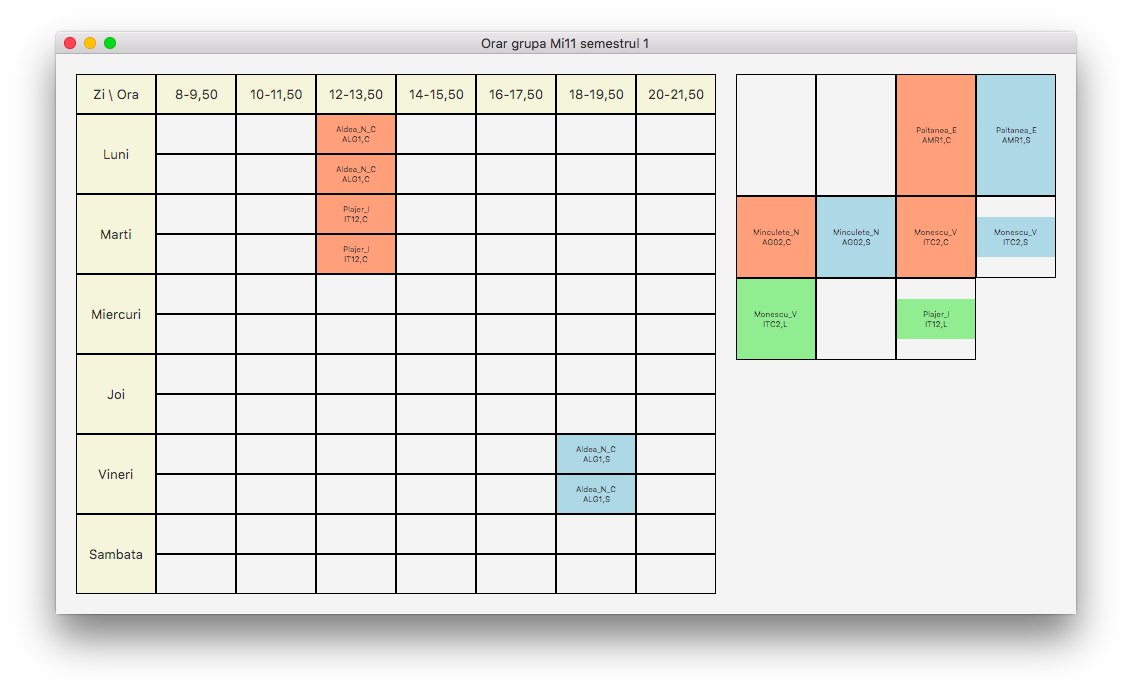 Orar grupa Mi11 semestrul 1
Zi \ Ora 8-9,50 10-11,50 12-13,50 14-15,50 16-17,50 18-19,50 20-21,50
Luni
Aldea_N_C
ALG1,C
Aldea_N_C
ALG1,C
Marti
Plajer_I
IT12,C
Plajer_I
IT12,C
Miercuri
Joi
Vineri
Aldea_N_C
ALG1,S
Aldea_N_C
ALG1,S
Sambata
Paltanea_E
AMR1,C
Paltanea_E
AMR1,S
Minculete_N
AG02,C
Minculete_N
AG02,S
Monescu_V
ITC2,C
Monescu_V
ITC2,S
Monescu_V
ITC2,L
Plajer_I
IT12,L